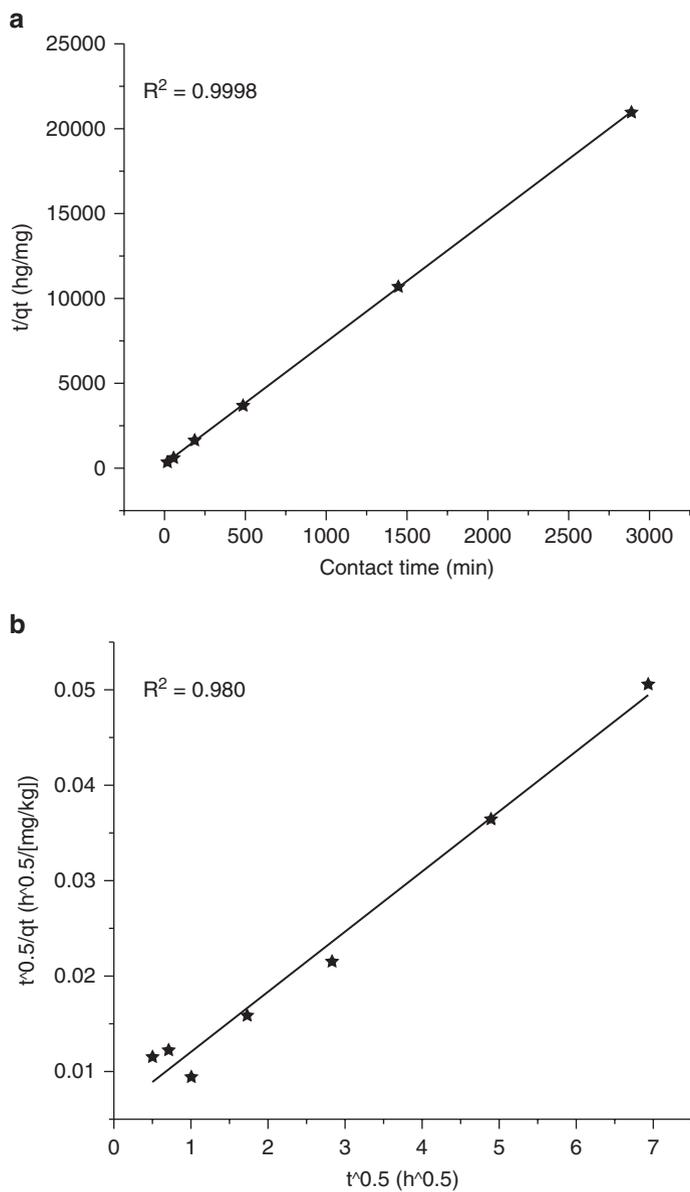 a
25000
R² = 0.9998
20000
15000
t/qt (hg/mg)
10000
5000
0
0 500 1000 1500 2000 2500 3000
Contact time (min)
b
R² = 0.980
0.05
0.04
t^0.5/qt (h^0.5/[mg/kg])
0.03
0.02
0.01
0 1 2 3 4 5 6 7
t^0.5 (h^0.5)